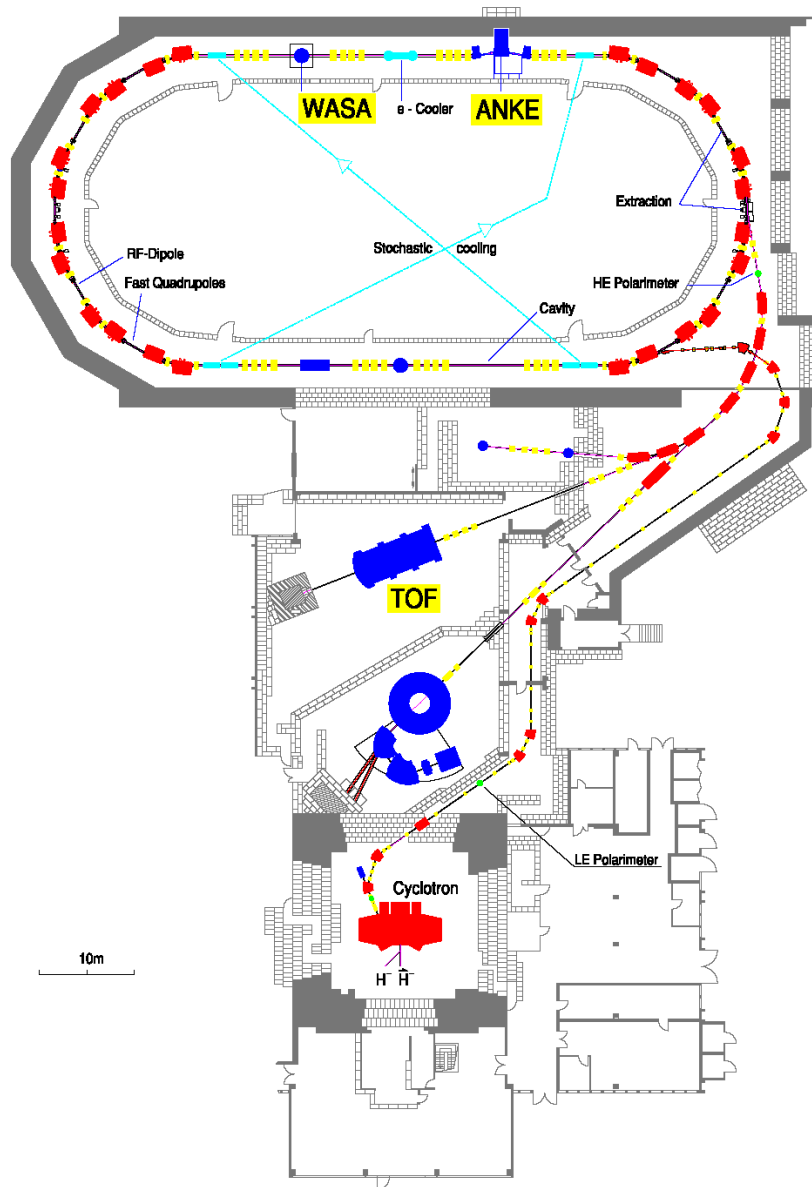 WASA
e - Cooler
ANKE
Extraction
Stochastic cooling
RF-Dipole
HE Polarimeter
Fast Quadrupoles
Cavity
TOF
LE Polarimeter
Cyclotron
10m
H⁻ H⃗⁻